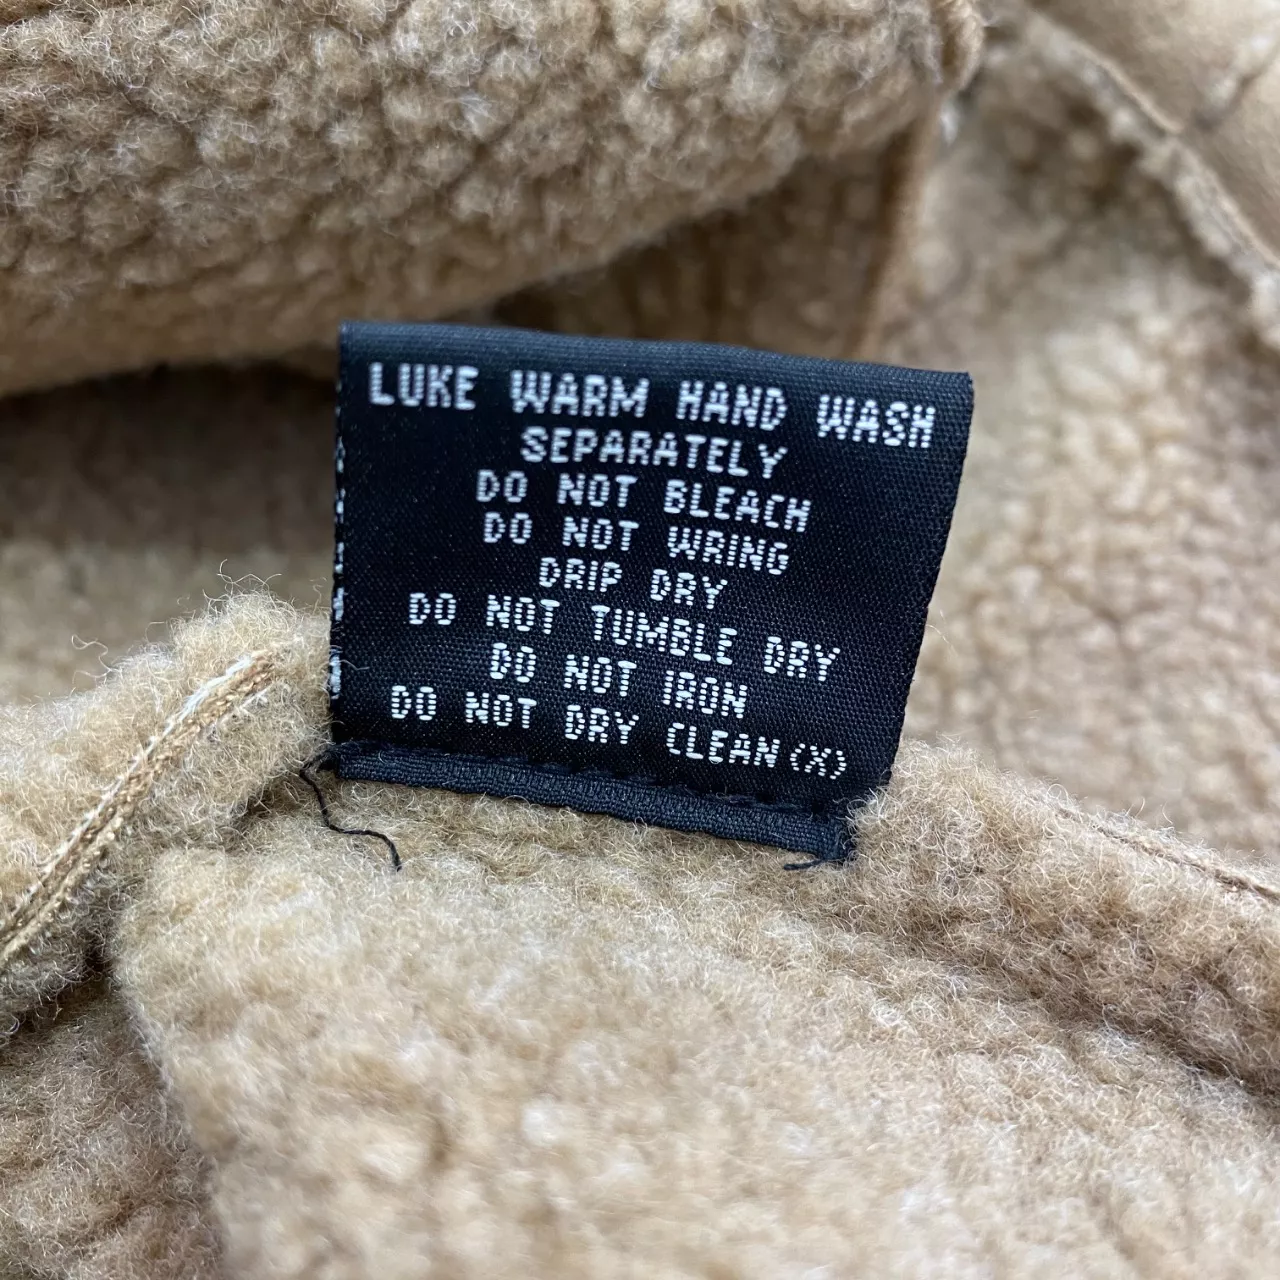 LUKE WARM HAND WASH
SEPARATELY
DO NOT BLEACH
DO NOT WRING
DRIP DRY
DO NOT TUMBLE DRY
DO NOT IRON
DO NOT DRY CLEAN (X)